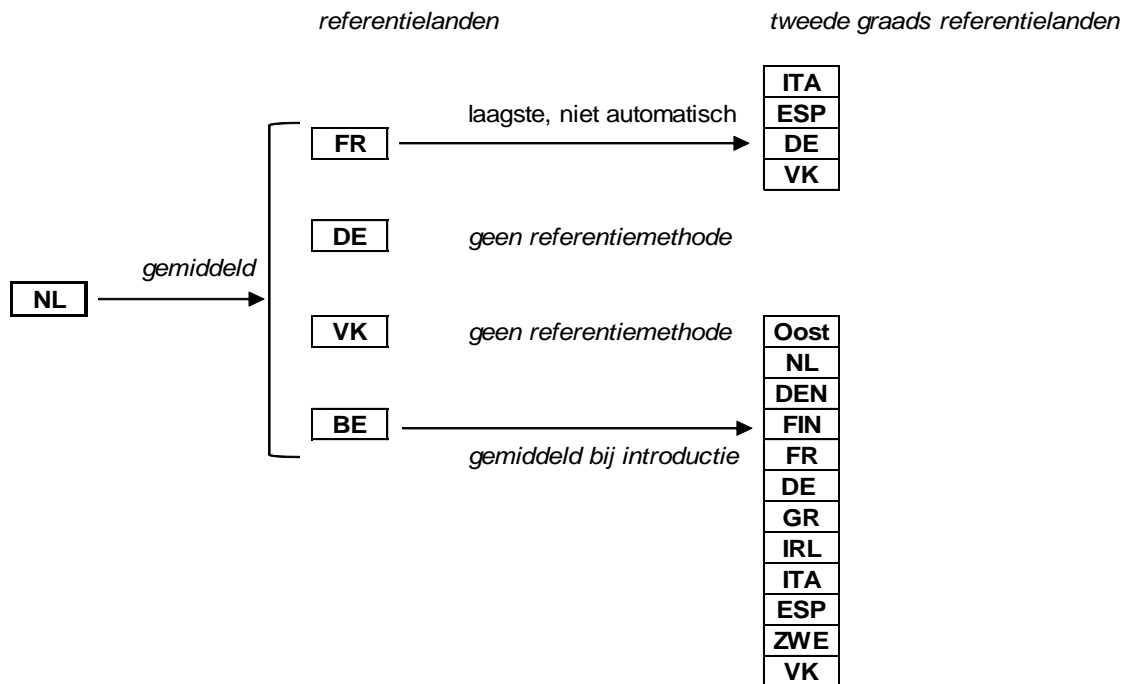 referentielanden
tweede graads referentielanden
NL
gemiddeld
FR
laagste, niet automatisch
ITA
ESP
DE
VK
DE
geen referentiemethode
VK
geen referentiemethode
BE
gemiddeld bij introductie
Oost
NL
DEN
FIN
FR
DE
GR
IRL
ITA
ESP
ZWE
VK